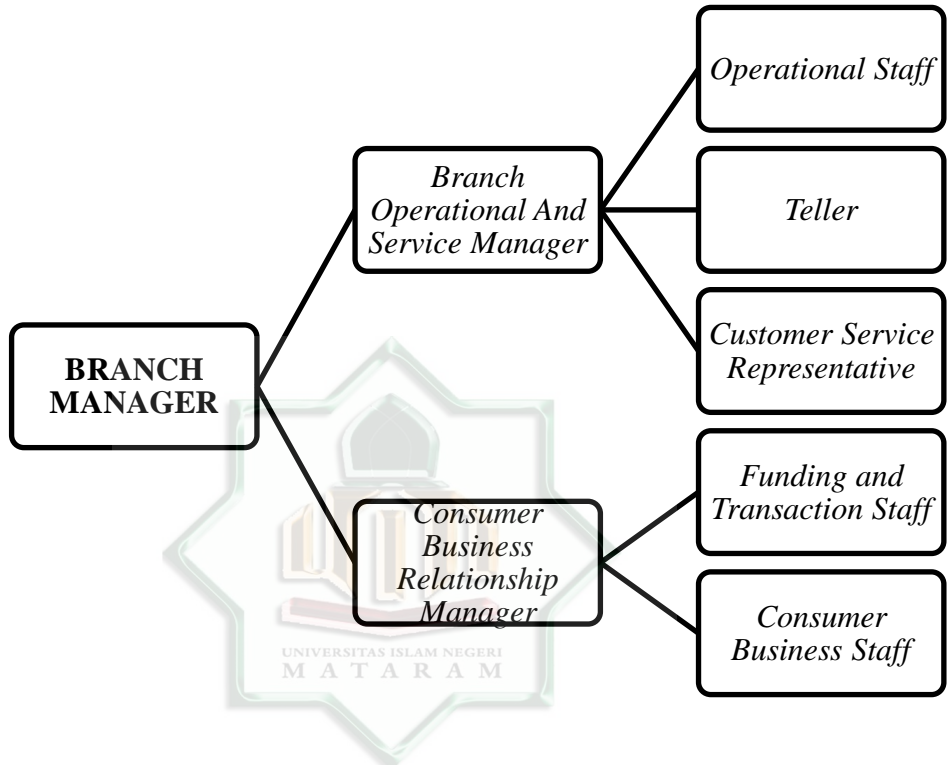 Operational Staff
Branch
Operational And
Service Manager
Teller
Customer Service
Representative
BRANCH
MANAGER
Funding and
Transaction Staff
Consumer
Business
Relationship
Manager
Consumer
Business Staff
UNIVERSITAS ISLAM NEGERI
MATARAM